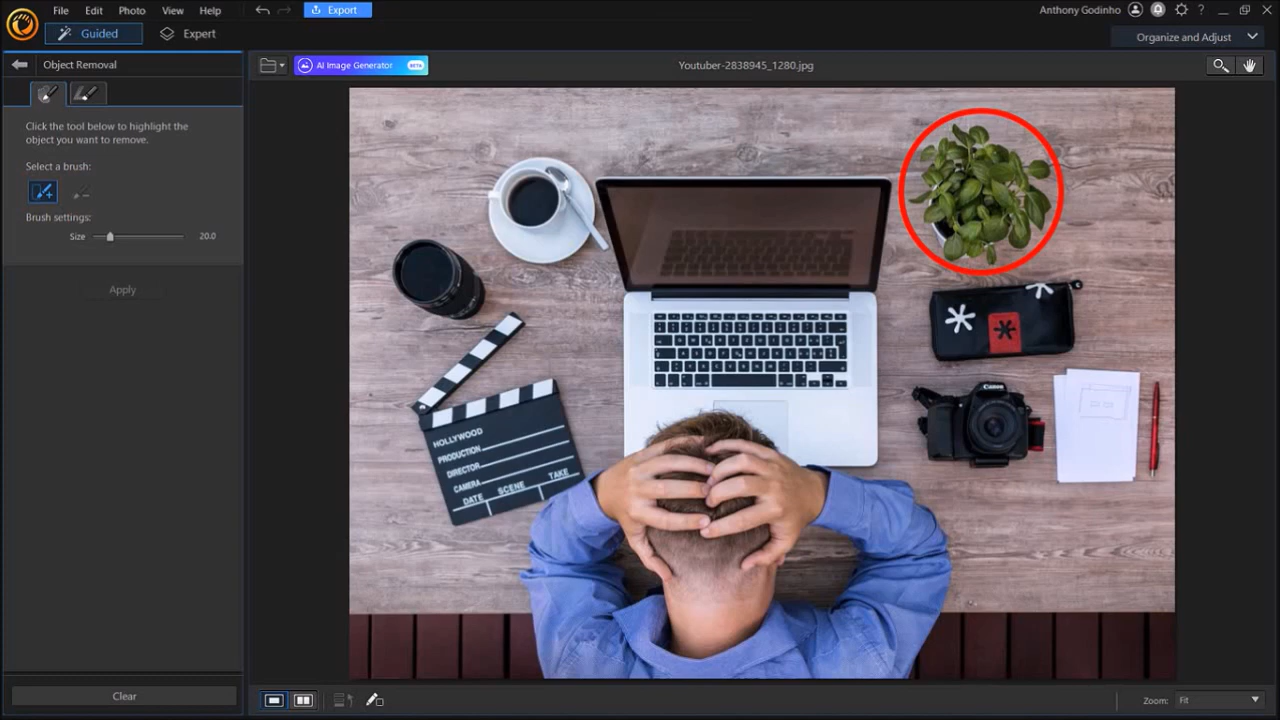 File Edit Photo View Help Export Anthony Godinho ?
Guided Expert Organize and Adjust
Object Removal AI Image Generator BETA Youtuber-2838945_1280.jpg
Click the tool below to highlight the
object you want to remove.
Select a brush:
Brush settings:
Size 20.0
Apply
HOLLYWOOD
PRODUCTION
DIRECTOR
CAMERA
DATE SCENE TAKE
Canon
Clear
Zoom: Fit